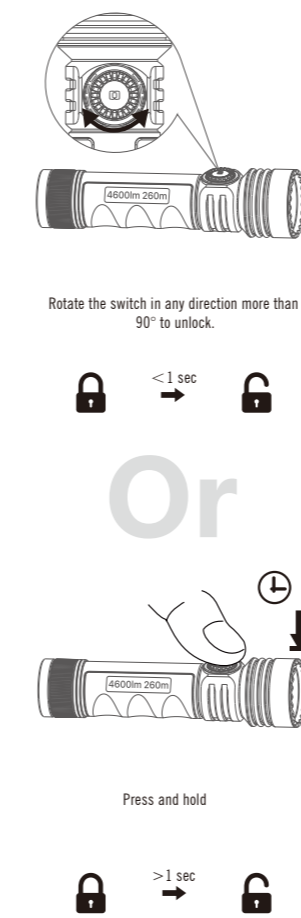 4600lm 260m
Rotate the switch in any direction more than
90° to unlock.
<1 sec
Or
4600lm 260m
Press and hold
>1 sec